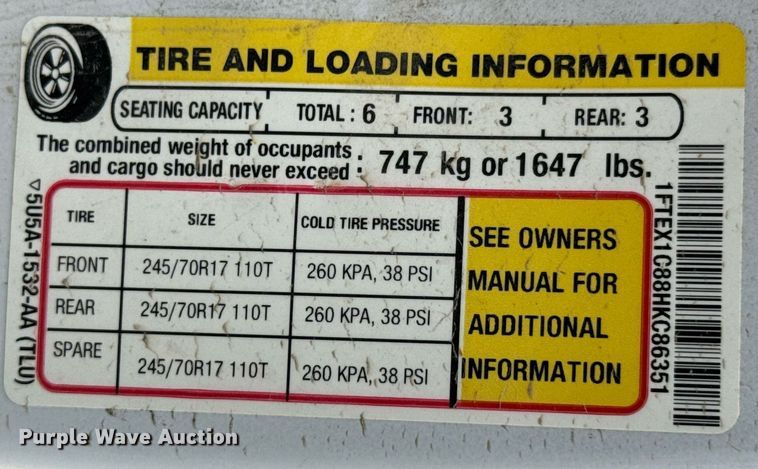 TIRE AND LOADING INFORMATION
SEATING CAPACITY TOTAL : 6 FRONT: 3 REAR: 3
The combined weight of occupants and cargo should never exceed : 747 kg or 1647 lbs.
TIRE SIZE COLD TIRE PRESSURE
FRONT 245/70R17 110T 260 KPA, 38 PSI
REAR 245/70R17 110T 260 KPA, 38 PSI
SPARE 245/70R17 110T 260 KPA, 38 PSI
SEE OWNERS
MANUAL FOR
ADDITIONAL
INFORMATION
5U5A-1532-AA (TLU)
1FTEX1C88HKC86351
Purple Wave Auction